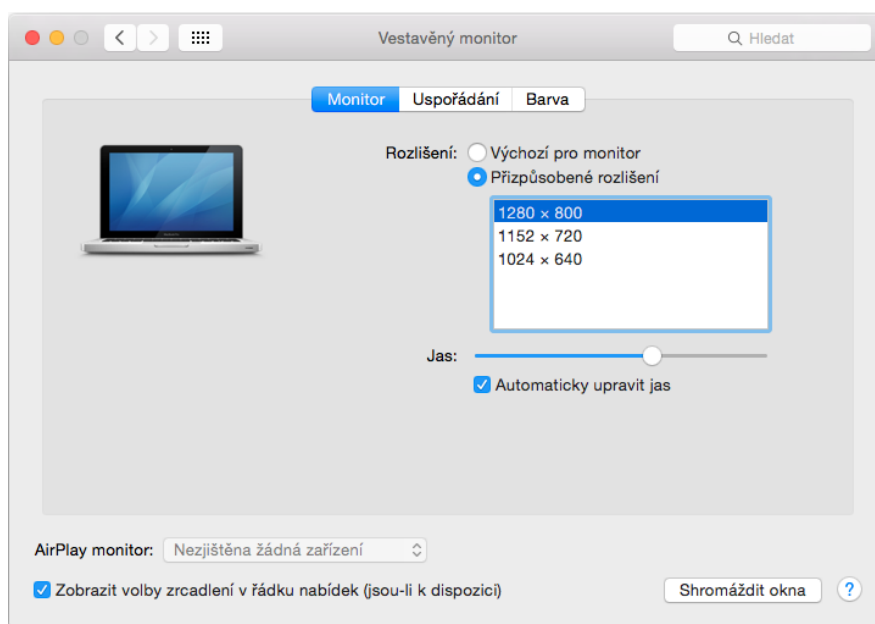 Vestavěný monitor
Hledat
Monitor Uspořádání Barva
Rozlišení: Výchozí pro monitor
Přizpůsobené rozlišení
1280 × 800
1152 × 720
1024 × 640
Jas:
Automaticky upravit jas
AirPlay monitor: Nezjištěna žádná zařízení
Zobrazit volby zrcadlení v řádku nabídek (jsou-li k dispozici) Shromáždit okna ?